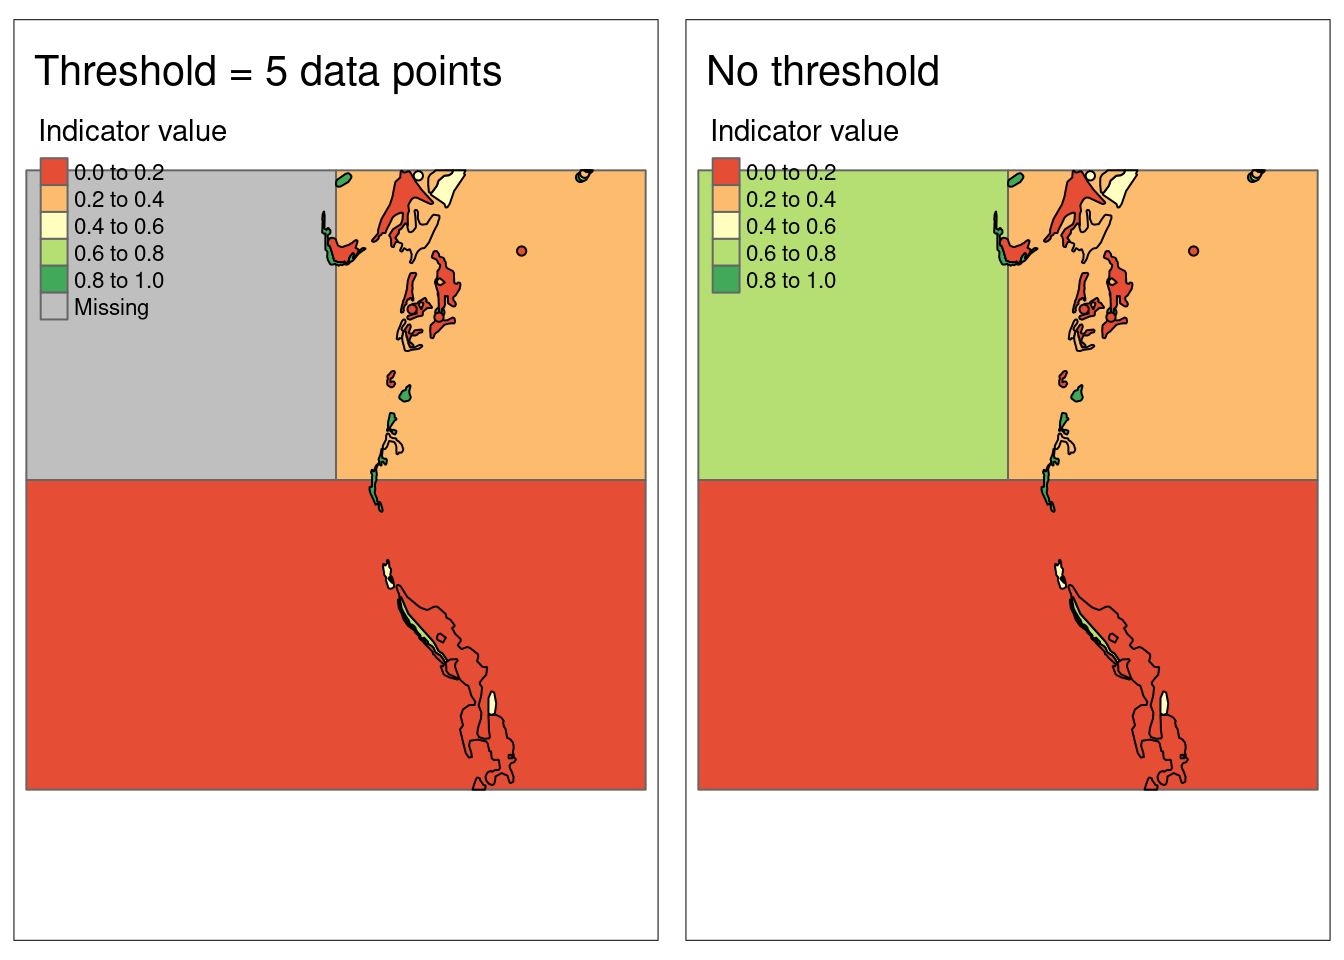 Threshold = 5 data points
Indicator value
0.0 to 0.2
0.2 to 0.4
0.4 to 0.6
0.6 to 0.8
0.8 to 1.0
Missing
No threshold
Indicator value
0.0 to 0.2
0.2 to 0.4
0.4 to 0.6
0.6 to 0.8
0.8 to 1.0